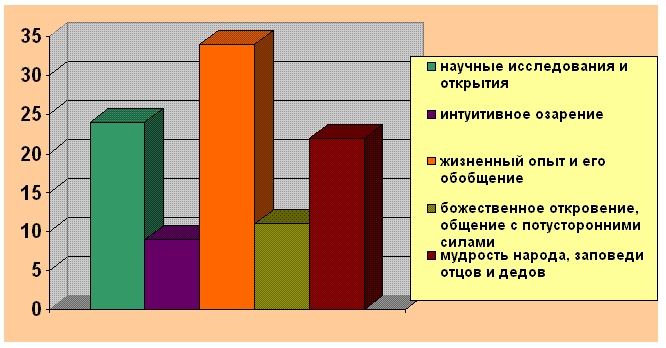 35
30
25
20
15
10
5
0
научные исследования и
открытия
интуитивное озарение
жизненный опыт и его
обобщение
божественное откровение,
общение с потусторонними
силами
мудрость народа, заповеди
отцов и дедов